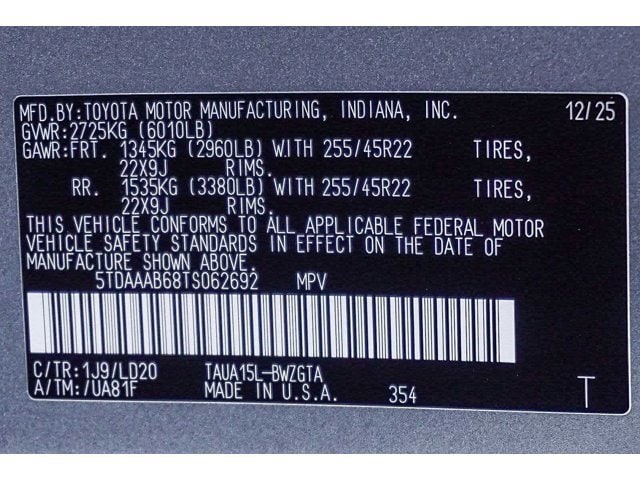 MFD.BY:TOYOTA MOTOR MANUFACTURING, INDIANA, INC. 12/25
GVWR:2725KG (6010LB)
GAWR:FRT. 1345KG (2960LB) WITH 255/45R22 TIRES,
22X9J RIMS.
RR. 1535KG (3380LB) WITH 255/45R22 TIRES,
22X9J RIMS.
THIS VEHICLE CONFORMS TO ALL APPLICABLE FEDERAL MOTOR
VEHICLE SAFETY STANDARDS IN EFFECT ON THE DATE OF
MANUFACTURE SHOWN ABOVE.
5TDAAAB68TS062692 MPV
C/TR:1J9/LD20 TAUA15L-BWZGTA
A/TM:/UA81F MADE IN U.S.A. 354 T